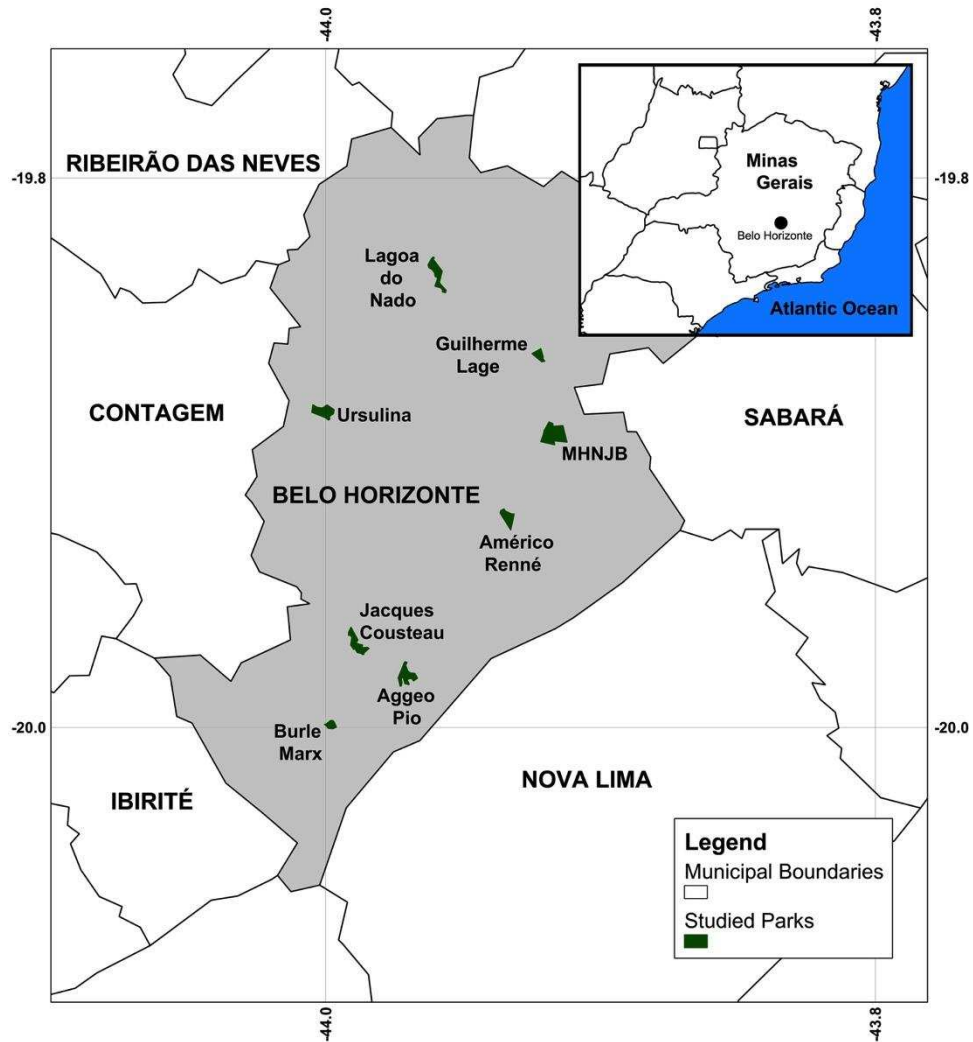 -44.0
-43.8
RIBEIRÃO DAS NEVES
-19.8
-19.8
Minas
Gerais
Belo Horizonte
Atlantic Ocean
Lagoa
do
Nado
Guilherme
Lage
CONTAGEM
Ursulina
SABARÁ
MHNJB
BELO HORIZONTE
Américo
Renné
Jacques
Cousteau
Aggeo
Pio
-20.0
-20.0
Burle
Marx
IBIRITÉ
NOVA LIMA
Legend
Municipal Boundaries
Studied Parks
-44.0
-43.8